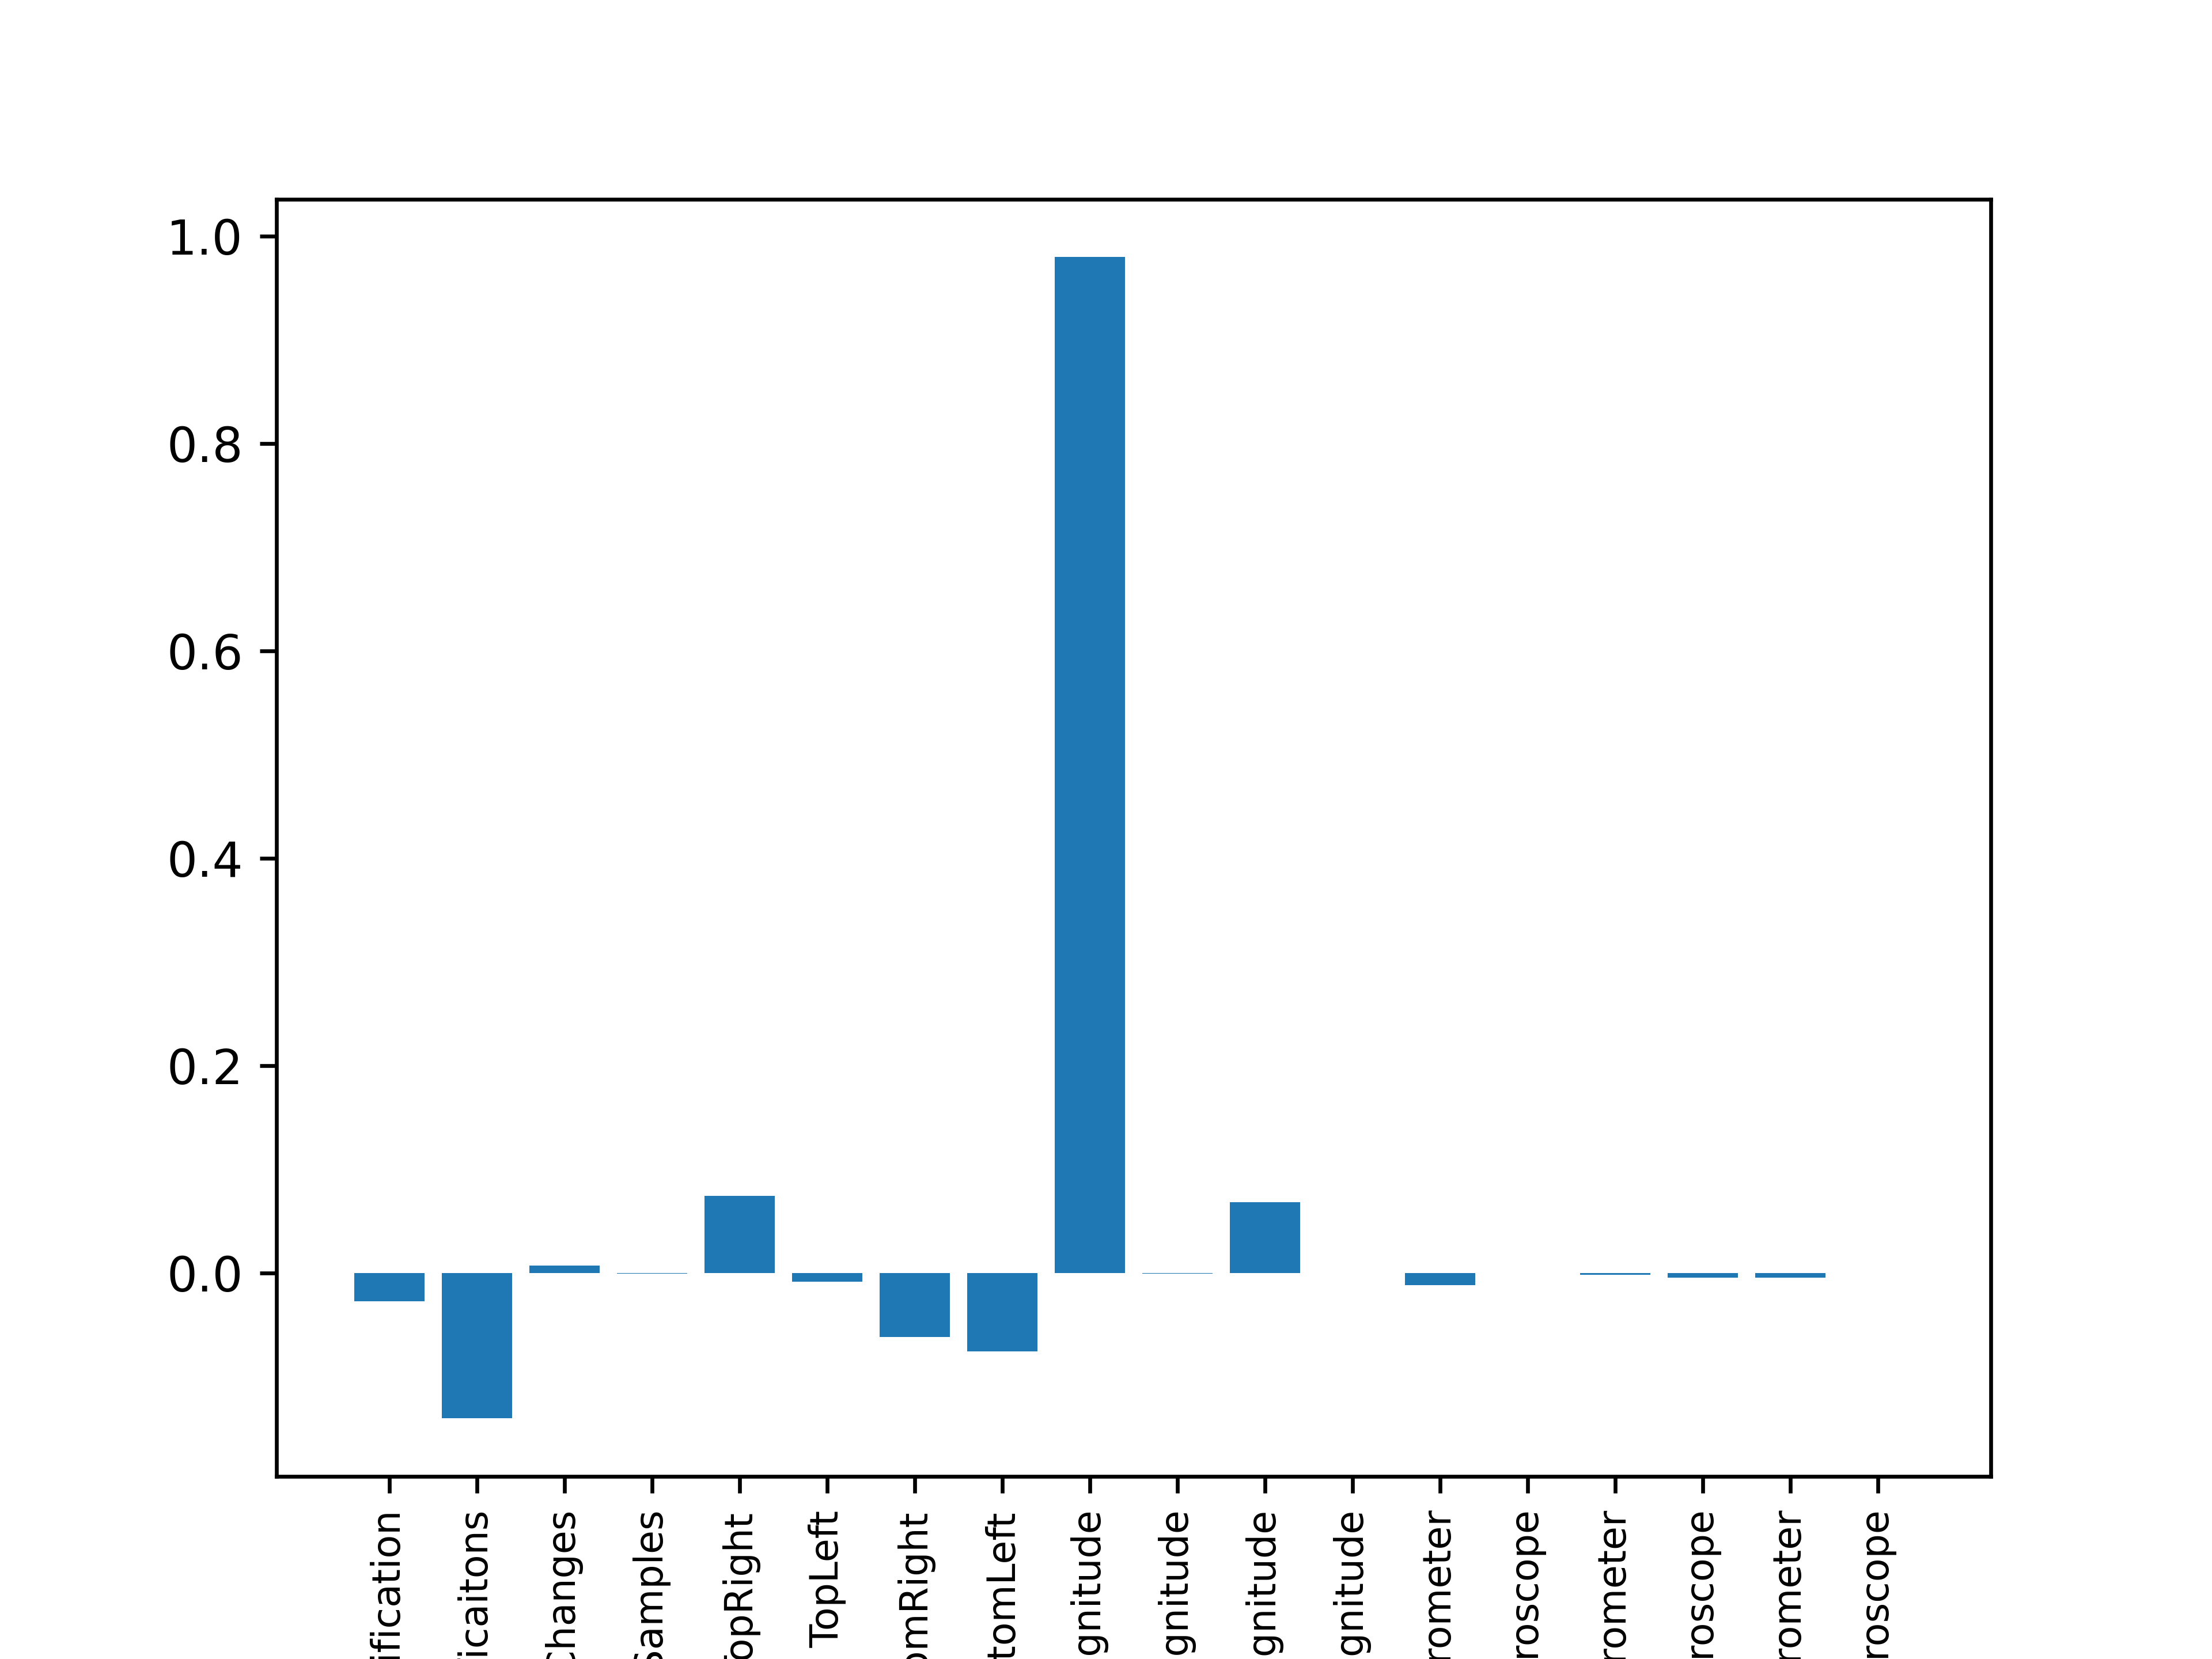 1.0
0.8
0.6
0.4
0.2
0.0
ification
icaitons
Changes
Samples
TopRight
TopLeft
omRight
tomLeft
gnitude
gnitude
gnitude
gnitude
rometer
roscope
rometer
roscope
rometer
roscope